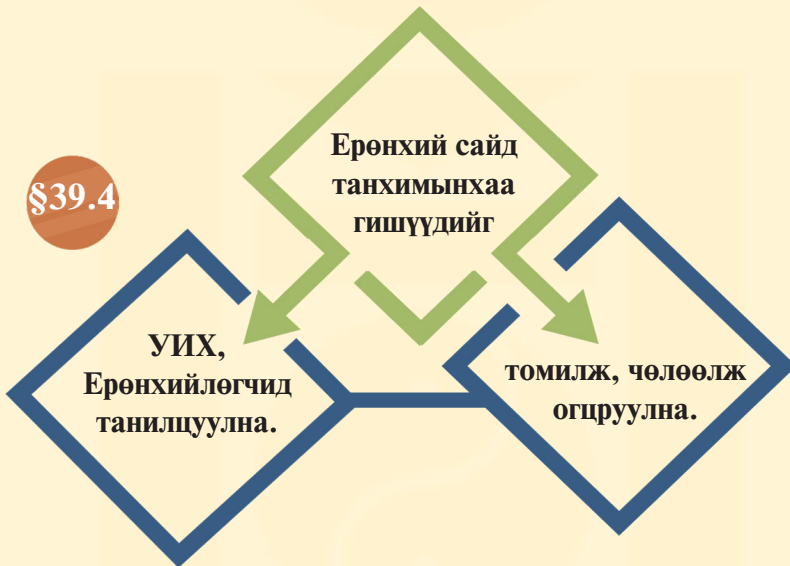 §39.4
Ерөнхий сайд
танхимынхаа
гишүүдийг
УИХ,
Ерөнхийлөгчид
танилцуулна.
томилж, чөлөөлж
огцруулна.